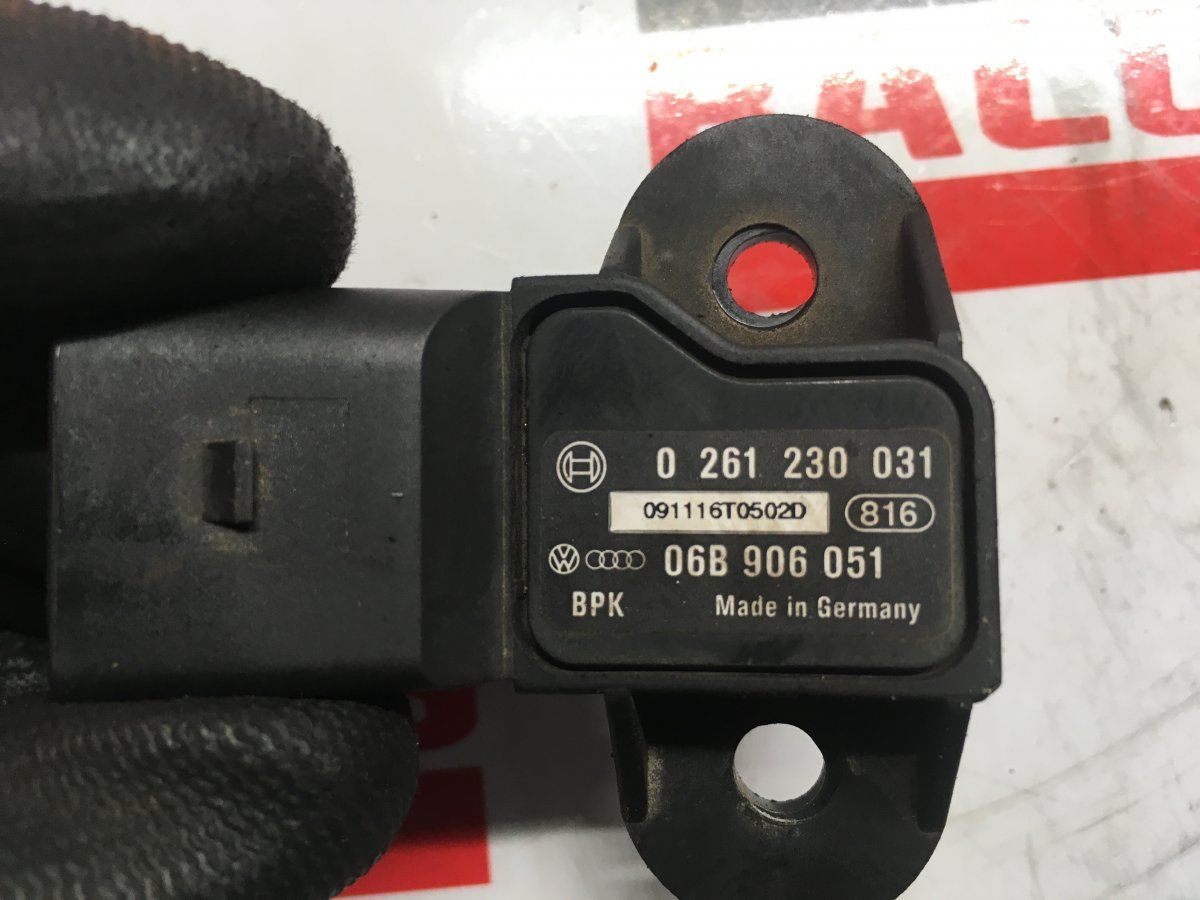 0 261 230 031
091116T0502D 816
06B 906 051
BPK Made in Germany